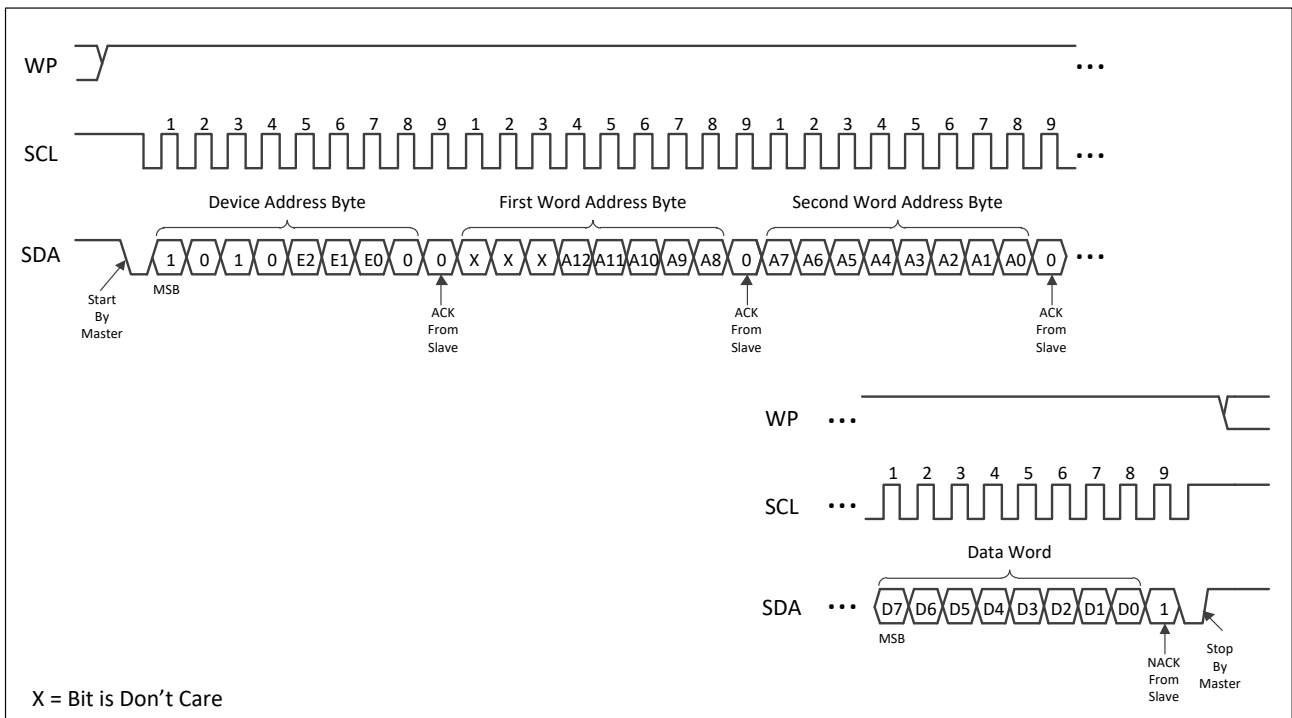 WP
...
1 2 3 4 5 6 7 8 9 1 2 3 4 5 6 7 8 9 1 2 3 4 5 6 7 8 9
SCL
...
Device Address Byte First Word Address Byte Second Word Address Byte
SDA 1 0 1 0 E2 E1 E0 0 0 X X X A12 A11 A10 A9 A8 0 A7 A6 A5 A4 A3 A2 A1 A0 0 ...
MSB
Start
By
Master
ACK
From
Slave
ACK
From
Slave
ACK
From
Slave
WP ...
1 2 3 4 5 6 7 8 9
SCL ...
Data Word
SDA ... D7 D6 D5 D4 D3 D2 D1 D0 1
MSB
NACK
From
Slave
Stop
By
Master
X = Bit is Don’t Care